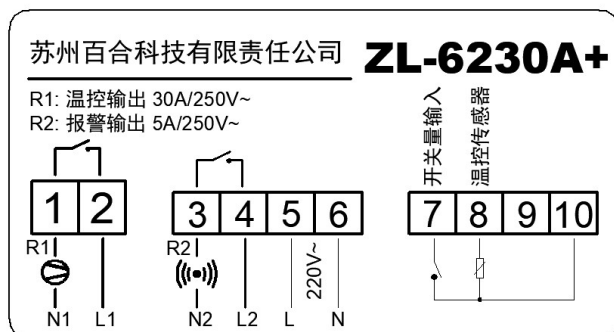 苏州百合科技有限责任公司 ZL-6230A+
R1: 温控输出 30A/250V~
R2: 报警输出 5A/250V~
开关量输入
温控传感器
1 2 3 4 5 6 7 8 9 10
R1 R2 220V~
N1 L1 N2 L2 L N